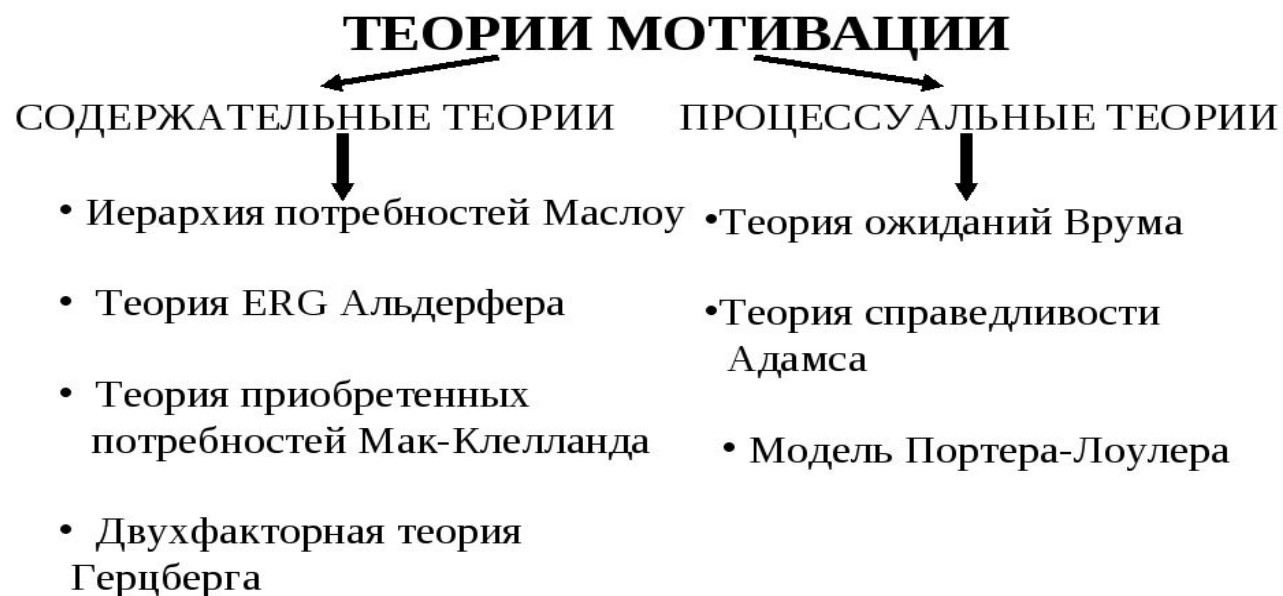 ТЕОРИИ МОТИВАЦИИ
СОДЕРЖАТЕЛЬНЫЕ ТЕОРИИ
• Иерархия потребностей Маслоу
• Теория ERG Альдерфера
• Теория приобретенных
потребностей Мак-Клелланда
• Двухфакторная теория
Герцберга
ПРОЦЕССУАЛЬНЫЕ ТЕОРИИ
•Теория ожиданий Врума
•Теория справедливости
Адамса
• Модель Портера-Лоулера